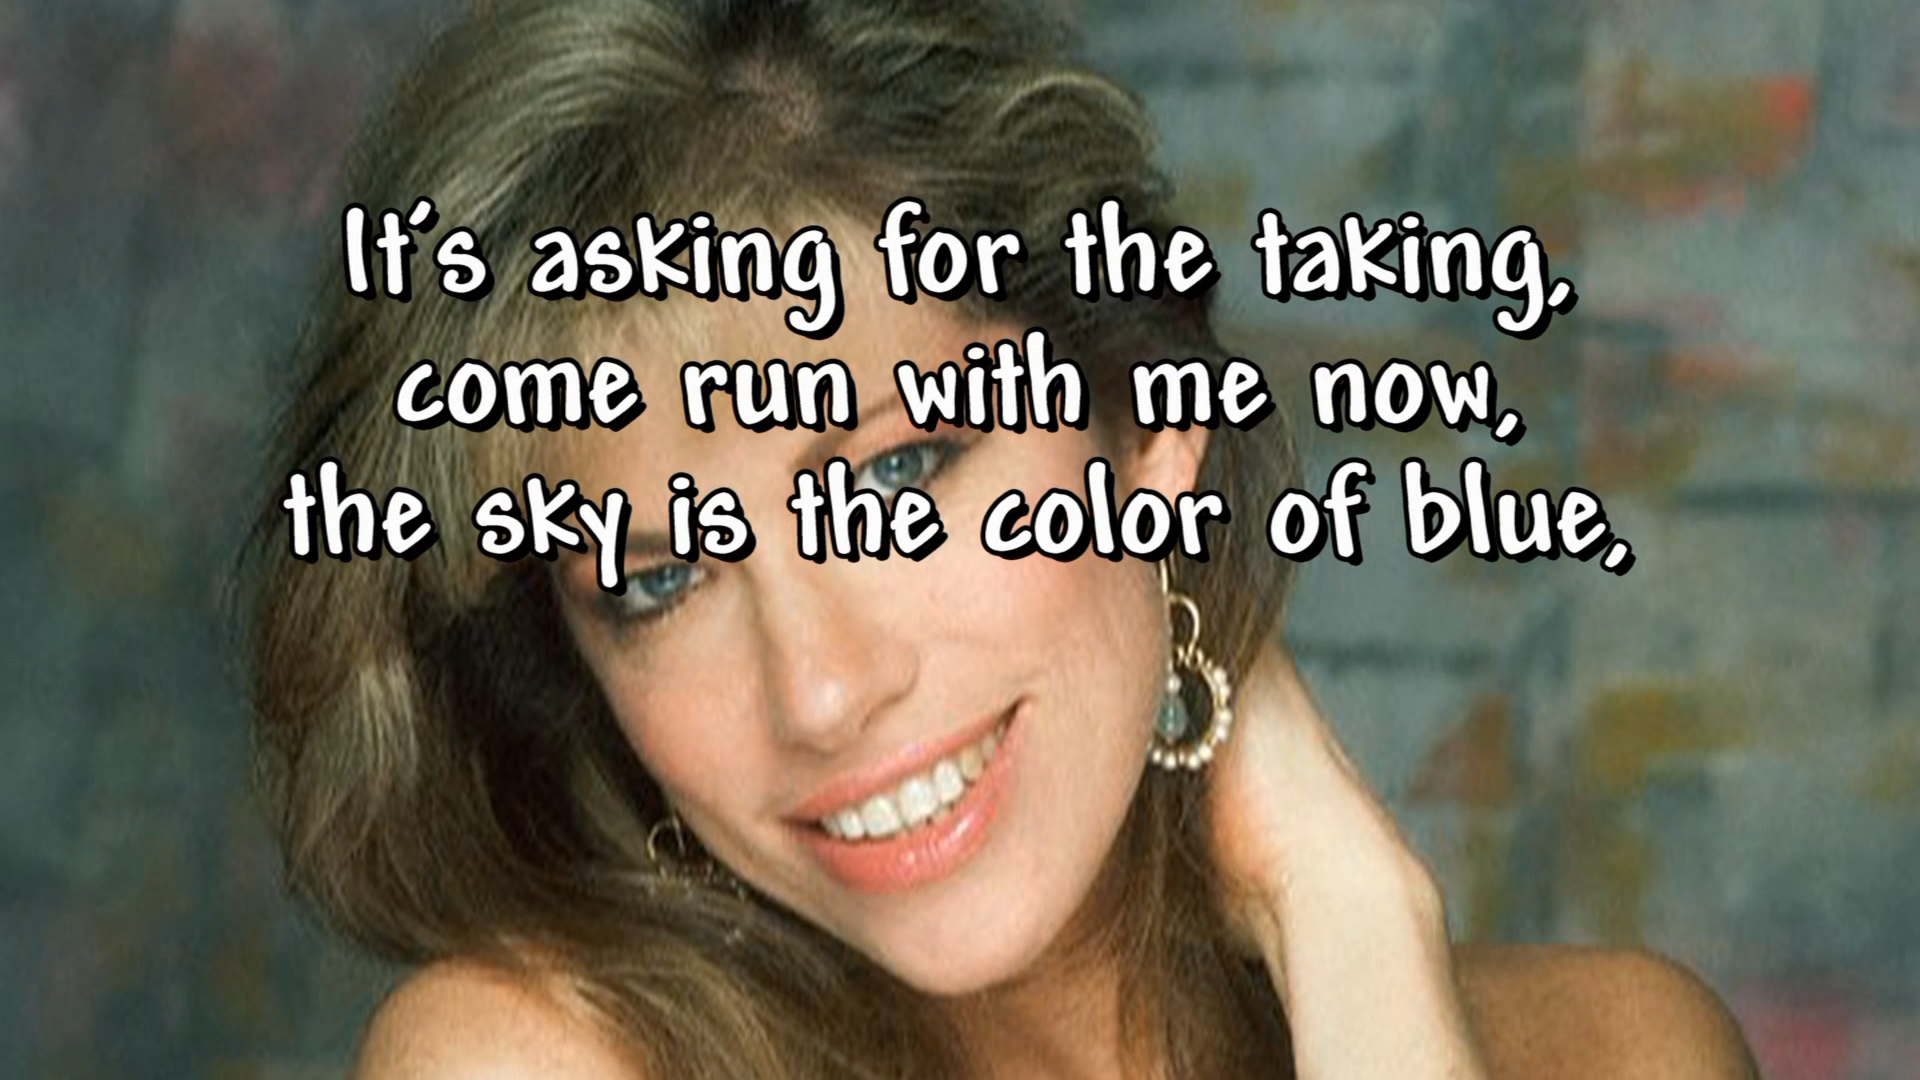 It's asking for the taking,
come run with me now,
the sky is the color of blue,